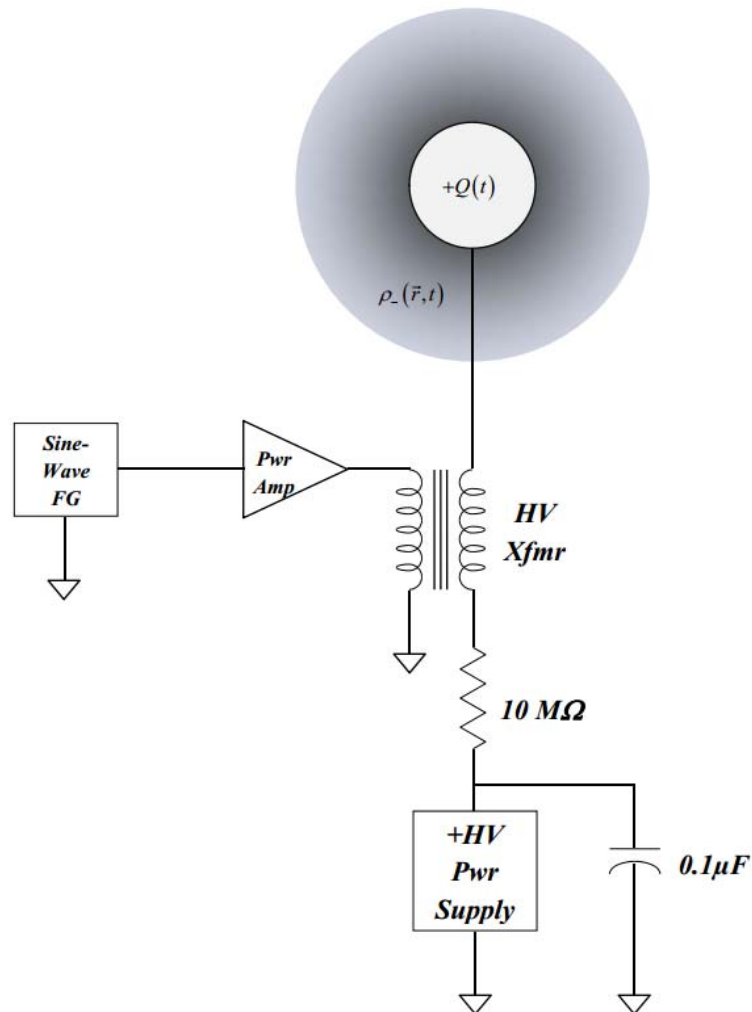 +Q(t)
ρ₋(r⃗,t)
Sine-
Wave
FG
Pwr
Amp
HV
Xfmr
10 MΩ
+HV
Pwr
Supply
0.1μF